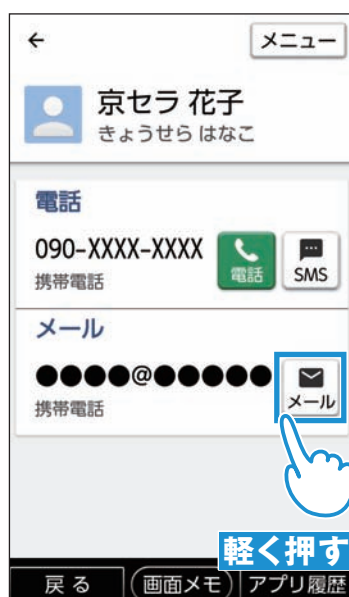 ← メニュー
京セラ 花子
きょうせら はなこ
電話
090-XXXX-XXXX 電話 SMS
携帯電話
メール
●●●●@●●●●● メール
携帯電話
軽く押す
戻る 画面メモ アプリ履歴